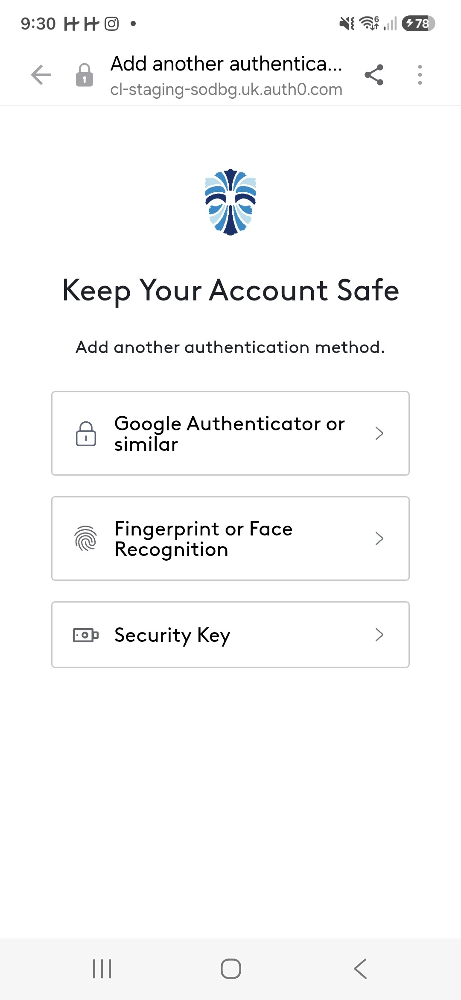 9:30
6
78
Add another authentica...
cl-staging-sodbg.uk.auth0.com
Keep Your Account Safe
Add another authentication method.
Google Authenticator or
similar
Fingerprint or Face
Recognition
Security Key